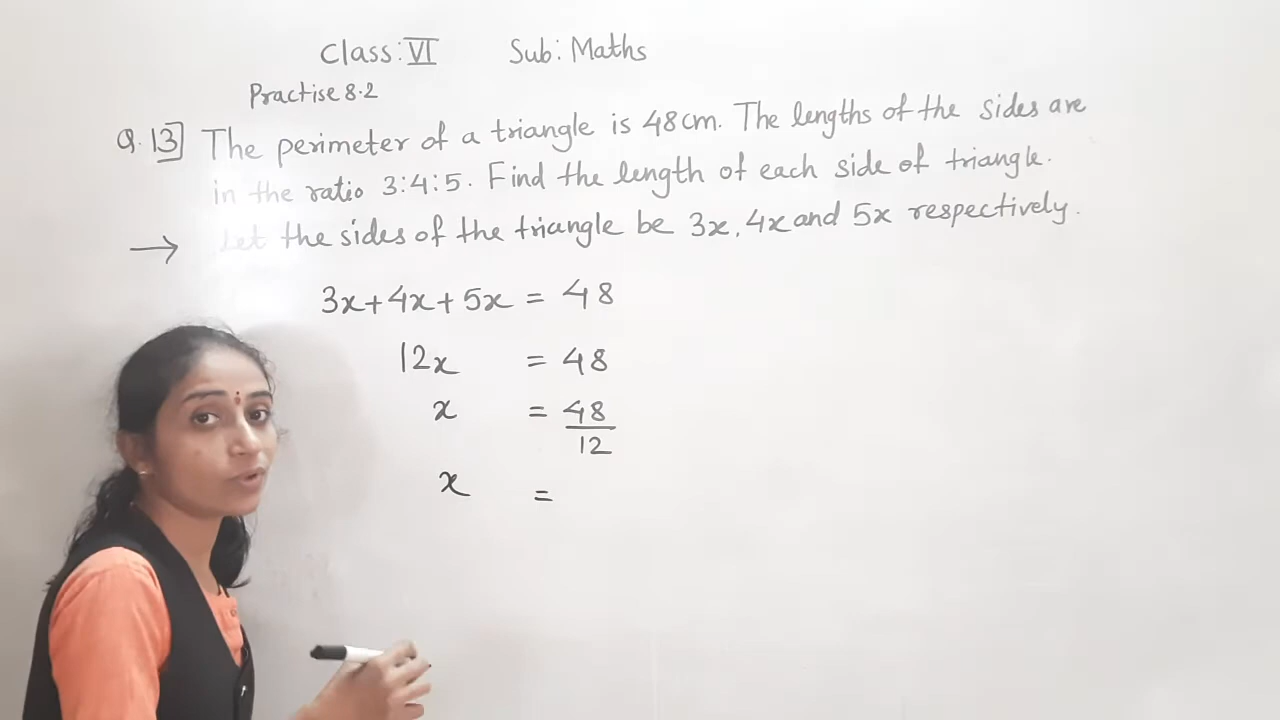 Class: VI Sub: Maths
Practise 8.2
Q.13] The perimeter of a triangle is 48cm. The lengths of the sides are
in the ratio 3:4:5. Find the length of each side of triangle.
→ Let the sides of the triangle be 3x, 4x and 5x respectively.
3x+4x+5x = 48
12x = 48
x = 48/12
x =